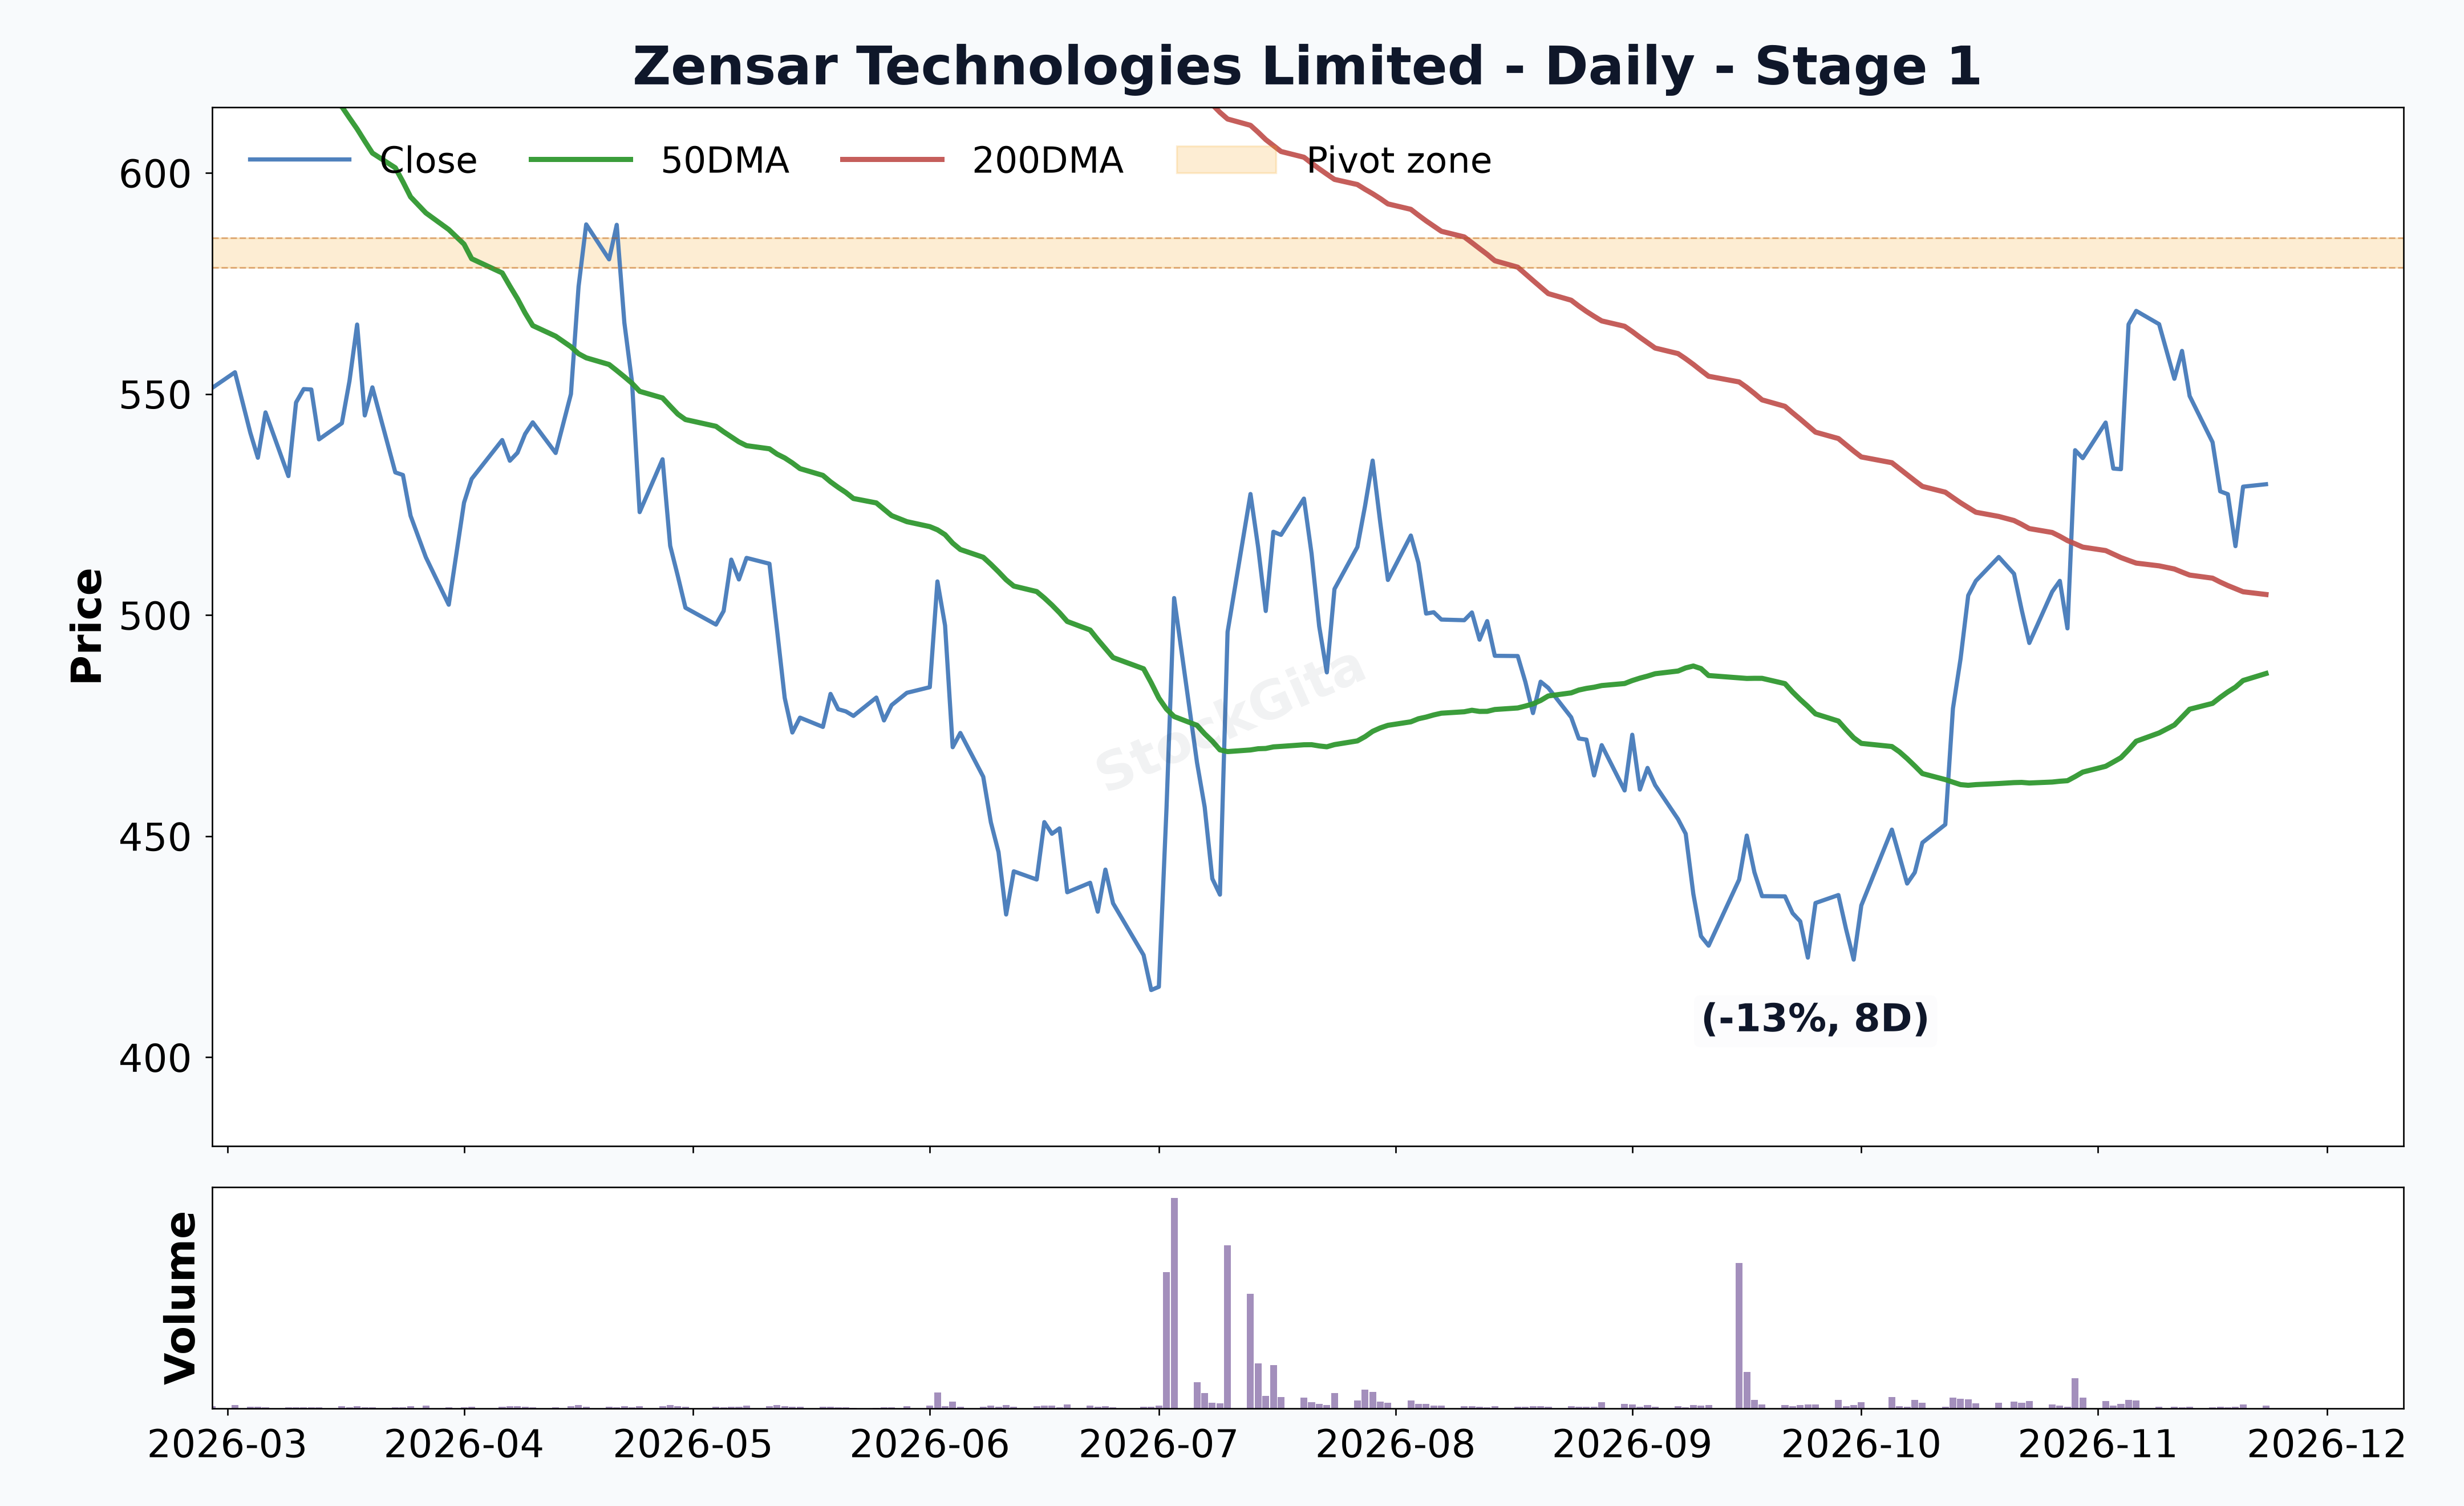 Zensar Technologies Limited - Daily - Stage 1
Close 50DMA 200DMA Pivot zone
Price
600
550
500
450
400
StockGita
(-13%, 8D)
Volume
2026-03 2026-04 2026-05 2026-06 2026-07 2026-08 2026-09 2026-10 2026-11 2026-12